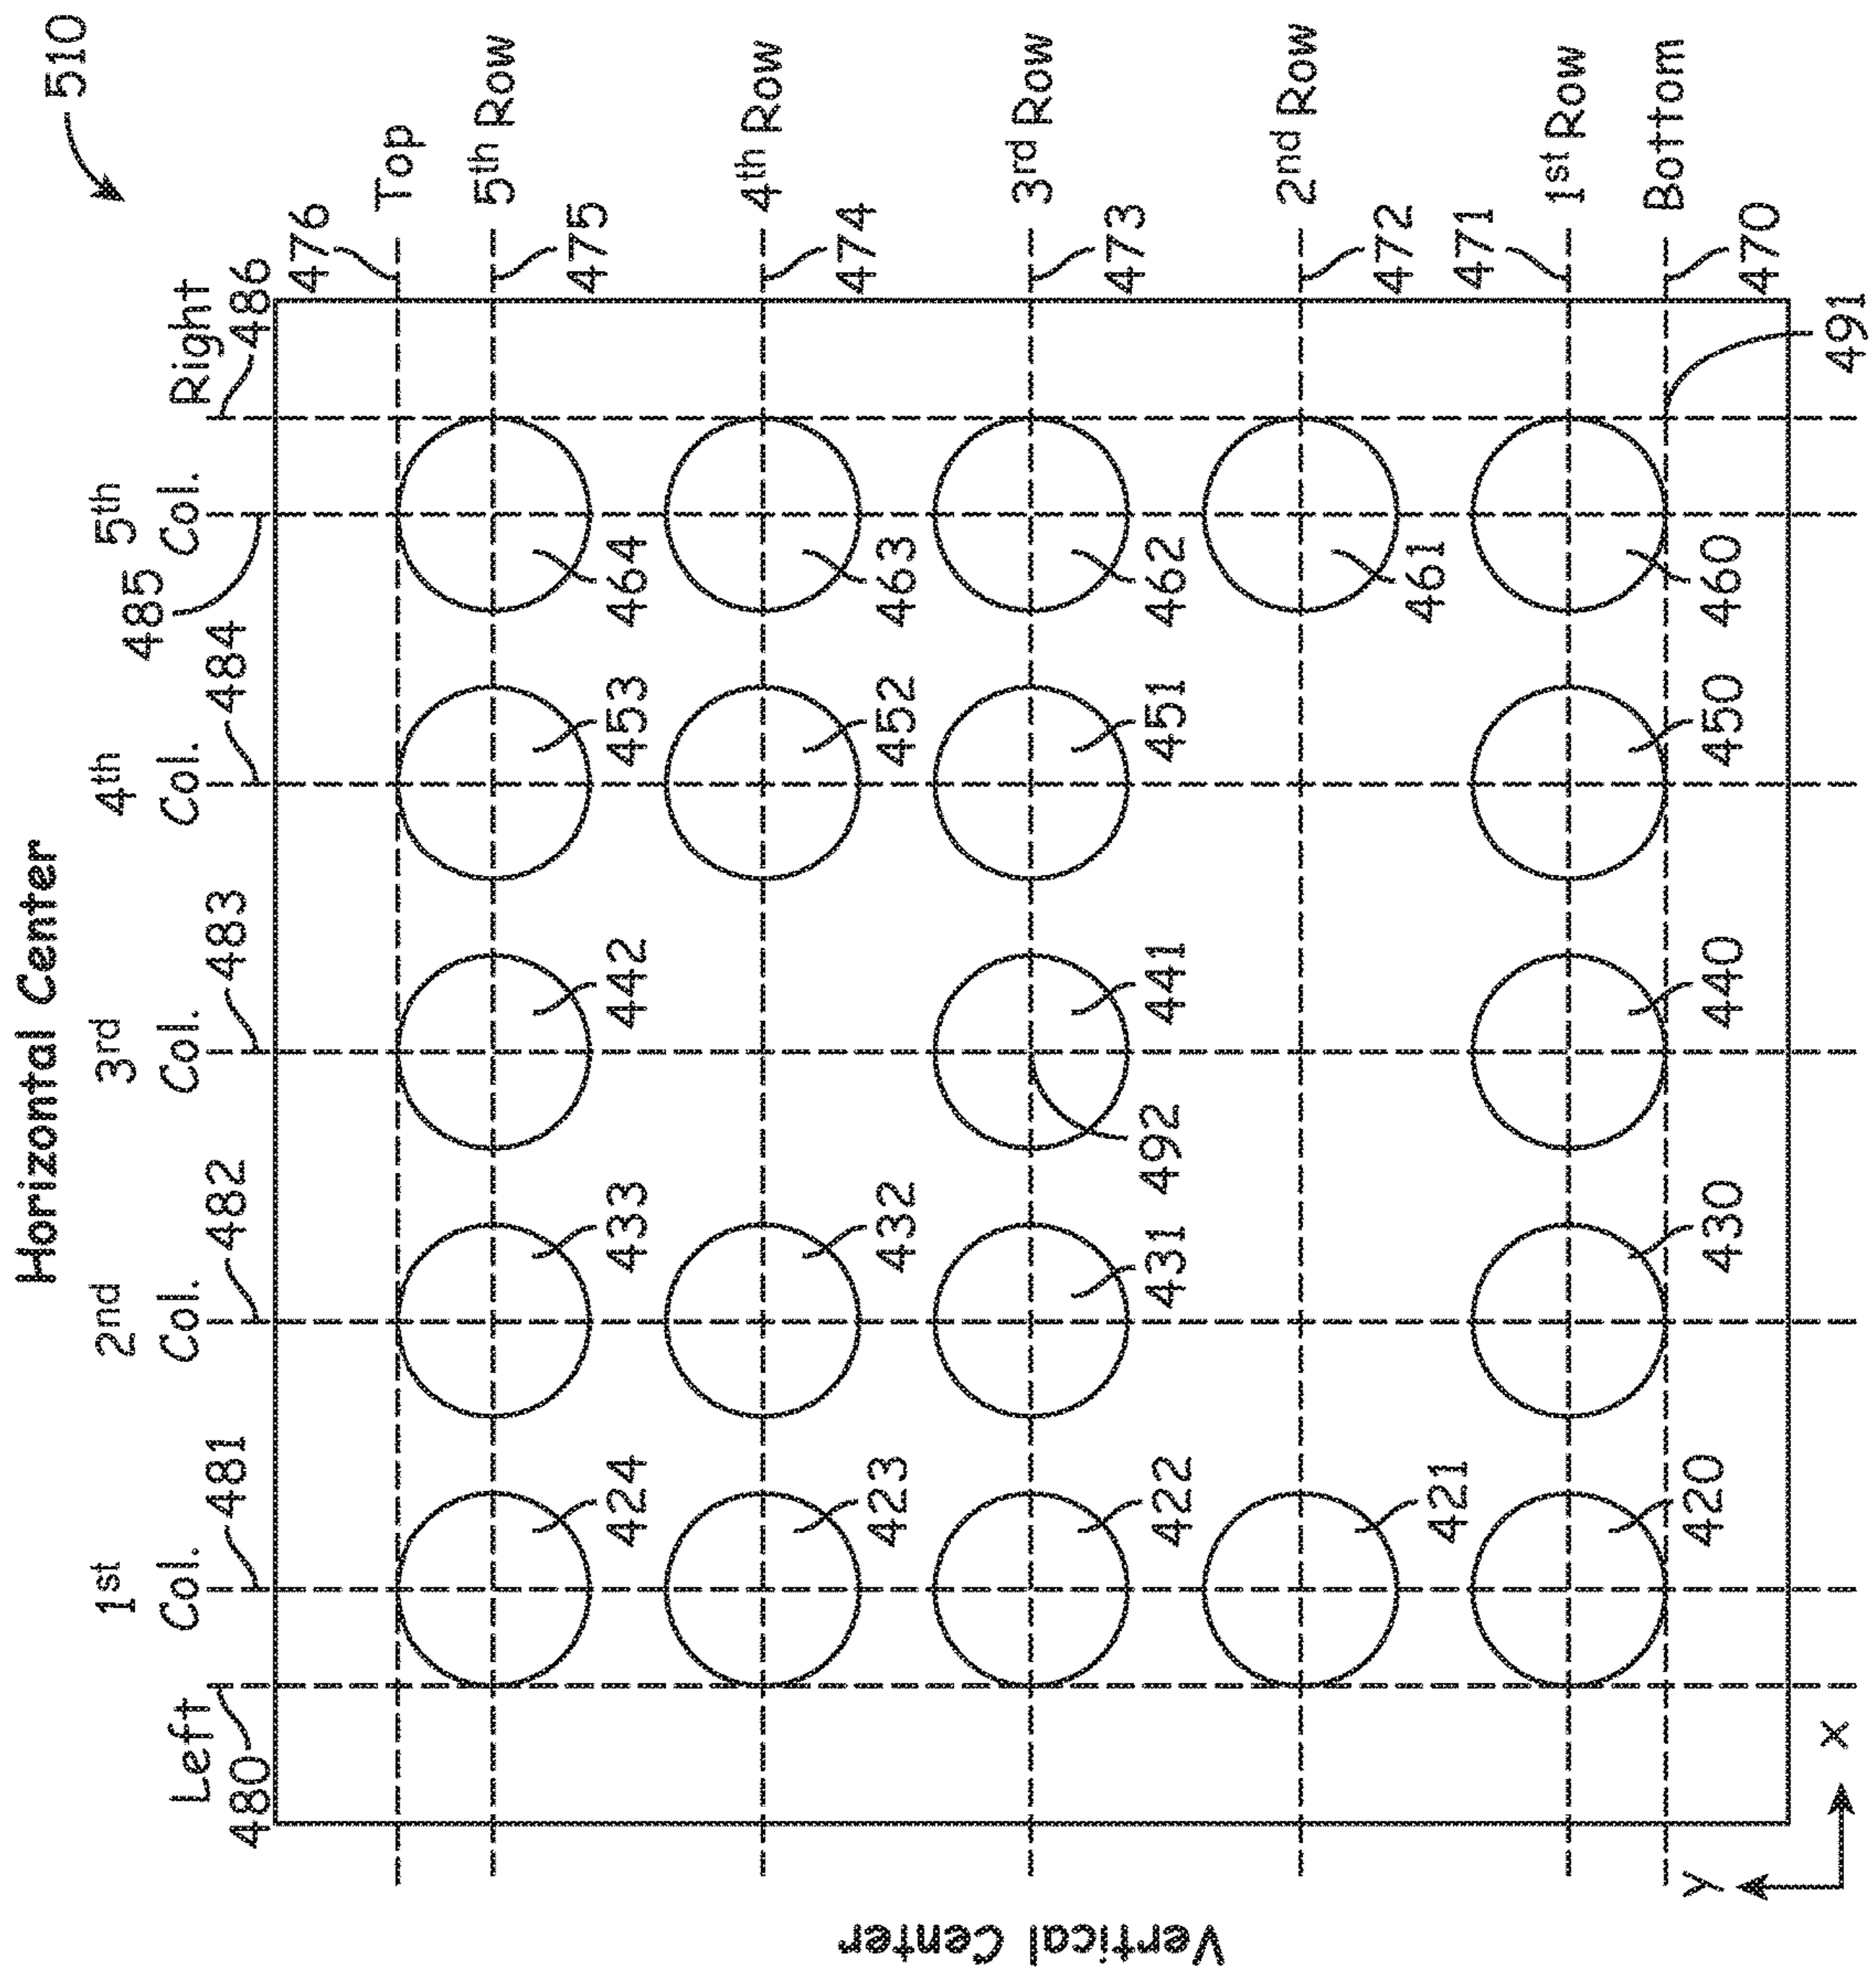 Horizontal Center
510
1st
Col.
2nd
Col.
3rd
Col.
4th
Col.
5th
Col.
Left
Right
480
481
482
483
484
485
486
476
Top
5th Row
475
424
433
442
453
464
4th Row
474
423
432
452
463
Vertical Center
3rd Row
473
422
431
492
441
451
462
2nd Row
472
421
461
471
1st Row
420
430
440
450
460
Bottom
470
491
y
x